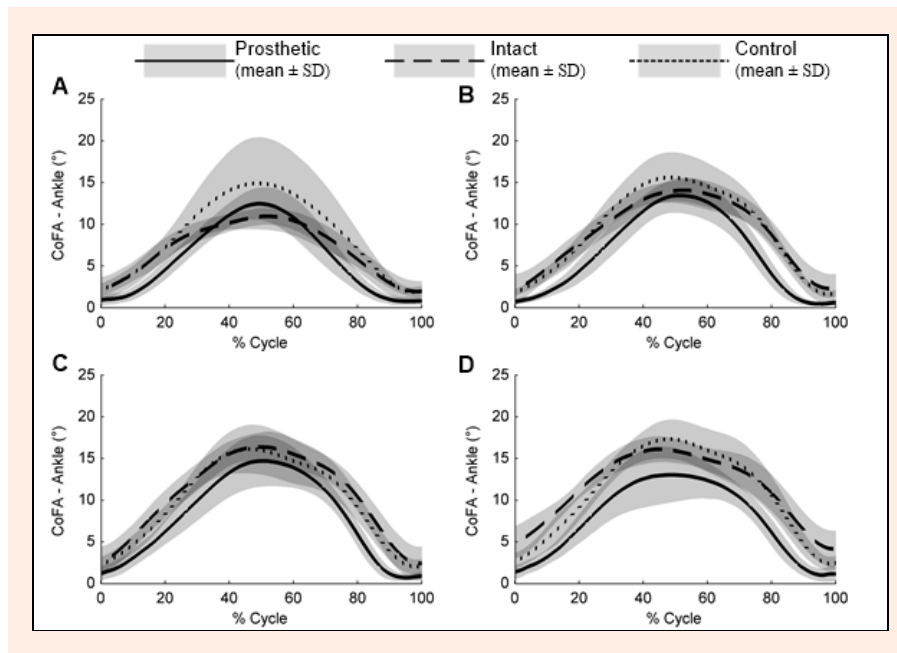 Prosthetic
(mean ± SD)
Intact
(mean ± SD)
Control
(mean ± SD)
A
25
20
15
10
5
0
CoFA - Ankle (°)
0 20 40 60 80 100
% Cycle
B
25
20
15
10
5
0
CoFA - Ankle (°)
0 20 40 60 80 100
% Cycle
C
25
20
15
10
5
0
CoFA - Ankle (°)
0 20 40 60 80 100
% Cycle
D
25
20
15
10
5
0
CoFA - Ankle (°)
0 20 40 60 80 100
% Cycle